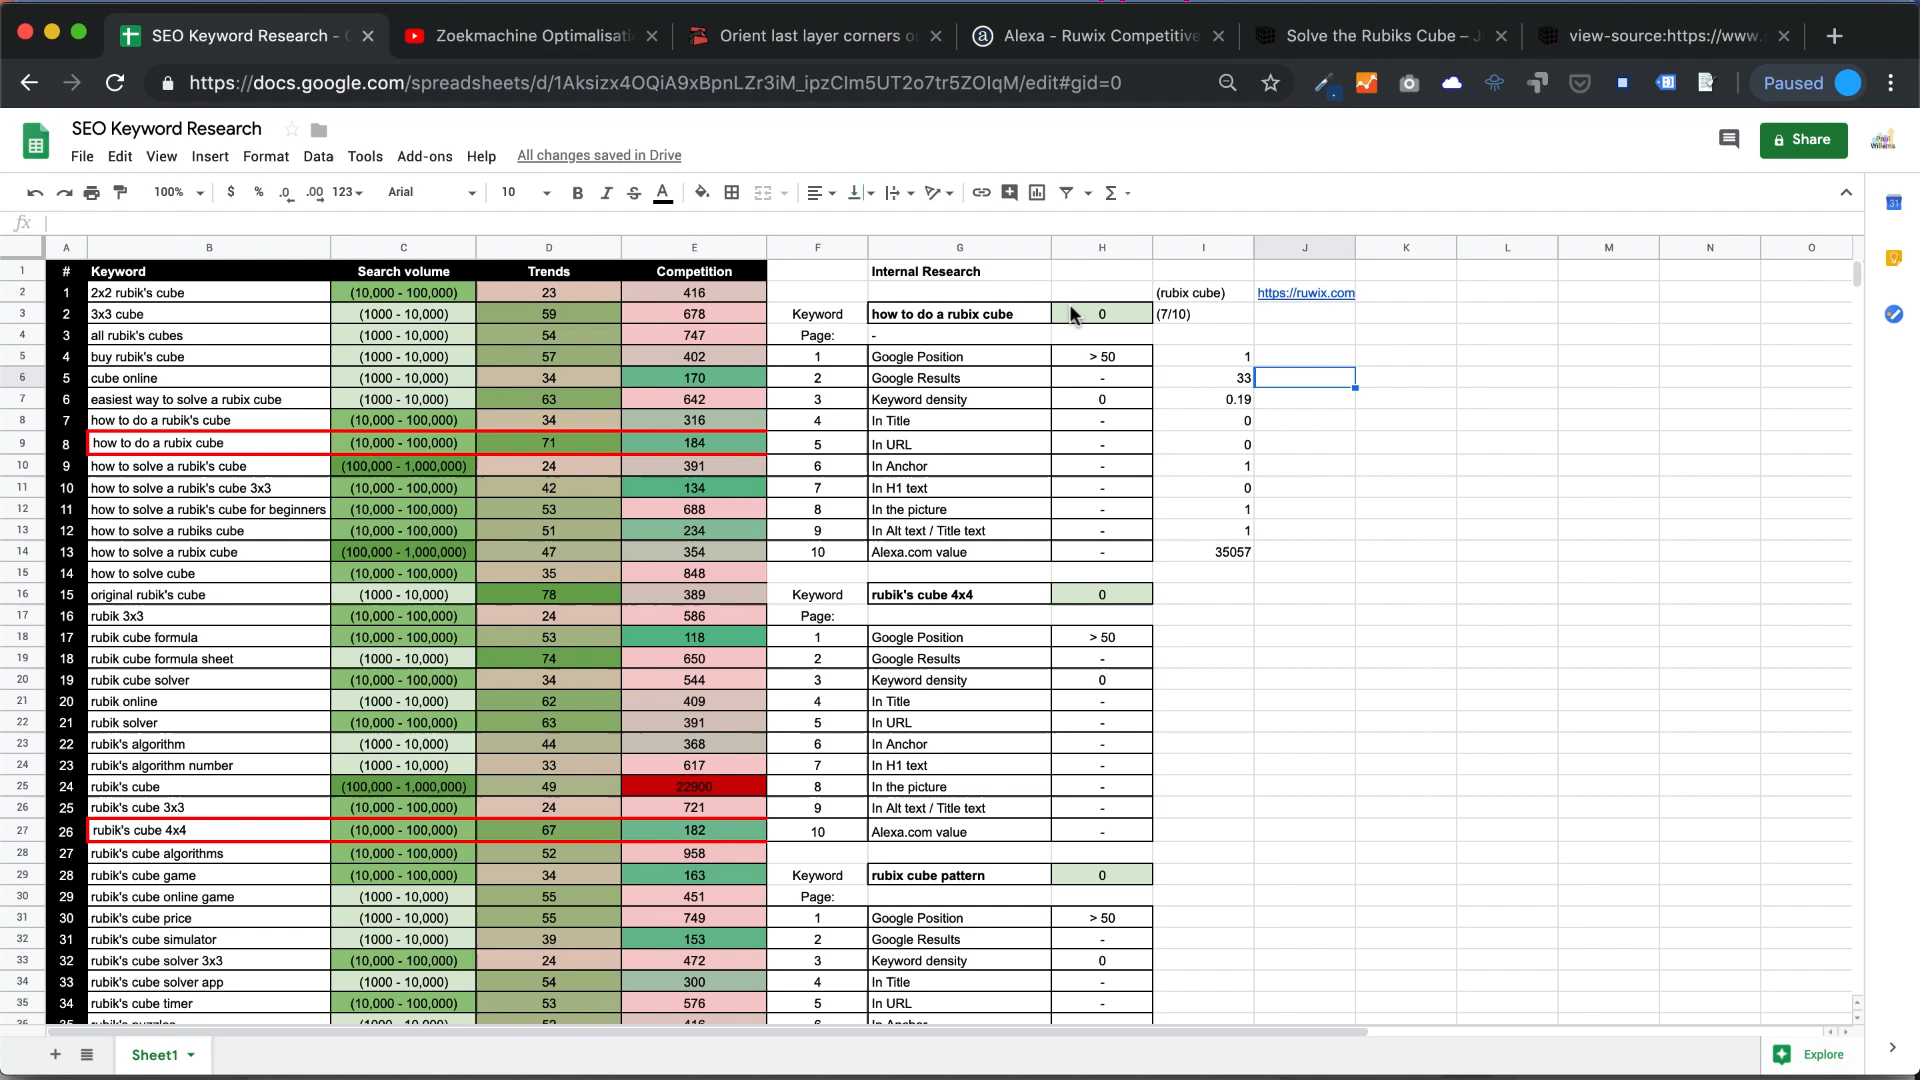 SEO Keyword Research - G
Zoekmachine Optimalisati
Orient last layer corners o
Alexa - Ruwix Competitive
Solve the Rubiks Cube – J
view-source:https://www.
https://docs.google.com/spreadsheets/d/1Aksizx4OQiA9xBpnLZr3iM_ipzClm5UT2o7tr5ZOIqM/edit#gid=0
Paused
SEO Keyword Research
File Edit View Insert Format Data Tools Add-ons Help All changes saved in Drive
Share
100% $ % .0 .00 123 Arial 10 B I S A
fx
A B C D E F G H I J K L M N O
1 # Keyword Search volume Trends Competition Internal Research
2 1 2x2 rubik's cube (10,000 - 100,000) 23 416 (rubix cube) https://ruwix.com
3 2 3x3 cube (1000 - 10,000) 59 678 Keyword how to do a rubix cube 0 (7/10)
4 3 all rubik's cubes (1000 - 10,000) 54 747 Page: -
5 4 buy rubik's cube (1000 - 10,000) 57 402 1 Google Position > 50 1
6 5 cube online (1000 - 10,000) 34 170 2 Google Results - 33
7 6 easiest way to solve a rubix cube (1000 - 10,000) 63 642 3 Keyword density 0 0.19
8 7 how to do a rubik's cube (10,000 - 100,000) 34 316 4 In Title - 0
9 8 how to do a rubix cube (10,000 - 100,000) 71 184 5 In URL - 0
10 9 how to solve a rubik's cube (100,000 - 1,000,000) 24 391 6 In Anchor - 1
11 10 how to solve a rubik's cube 3x3 (10,000 - 100,000) 42 134 7 In H1 text - 0
12 11 how to solve a rubik's cube for beginners (10,000 - 100,000) 53 688 8 In the picture - 1
13 12 how to solve a rubiks cube (10,000 - 100,000) 51 234 9 In Alt text / Title text - 1
14 13 how to solve a rubix cube (100,000 - 1,000,000) 47 354 10 Alexa.com value - 35057
15 14 how to solve cube (10,000 - 100,000) 35 848
16 15 original rubik's cube (1000 - 10,000) 78 389 Keyword rubik's cube 4x4 0
17 16 rubik 3x3 (10,000 - 100,000) 24 586 Page:
18 17 rubik cube formula (10,000 - 100,000) 53 118 1 Google Position > 50
19 18 rubik cube formula sheet (1000 - 10,000) 74 650 2 Google Results -
20 19 rubik cube solver (10,000 - 100,000) 34 544 3 Keyword density 0
21 20 rubik online (1000 - 10,000) 62 409 4 In Title -
22 21 rubik solver (10,000 - 100,000) 63 391 5 In URL -
23 22 rubik's algorithm (1000 - 10,000) 44 368 6 In Anchor -
24 23 rubik's algorithm number (1000 - 10,000) 33 617 7 In H1 text -
25 24 rubik's cube (100,000 - 1,000,000) 49 22900 8 In the picture -
26 25 rubik's cube 3x3 (10,000 - 100,000) 24 721 9 In Alt text / Title text -
27 26 rubik's cube 4x4 (10,000 - 100,000) 67 182 10 Alexa.com value -
28 27 rubik's cube algorithms (10,000 - 100,000) 52 958
29 28 rubik's cube game (10,000 - 100,000) 34 163 Keyword rubix cube pattern 0
30 29 rubik's cube online game (1000 - 10,000) 55 451 Page:
31 30 rubik's cube price (1000 - 10,000) 55 749 1 Google Position > 50
32 31 rubik's cube simulator (1000 - 10,000) 39 153 2 Google Results -
33 32 rubik's cube solver 3x3 (10,000 - 100,000) 24 472 3 Keyword density 0
34 33 rubik's cube solver app (1000 - 10,000) 54 300 4 In Title -
35 34 rubik's cube timer (10,000 - 100,000) 53 576 5 In URL -
Sheet1
Explore